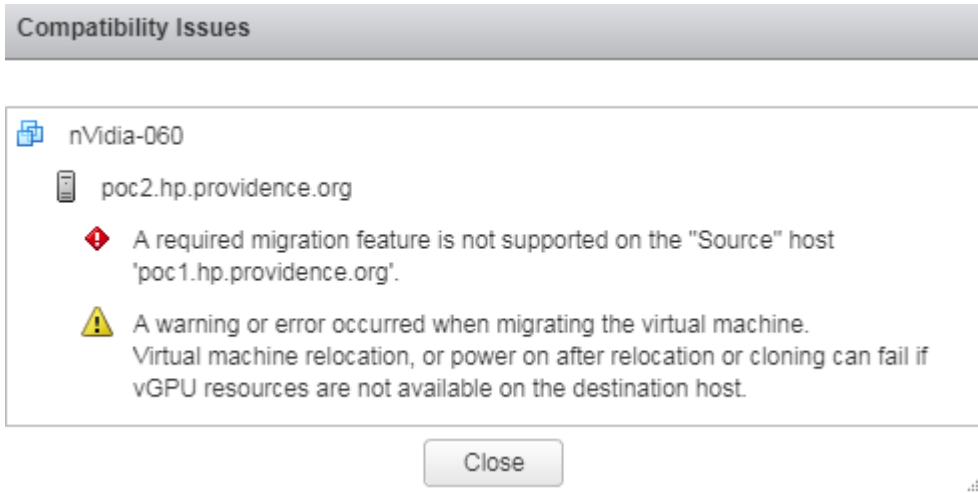 Compatibility Issues
nVidia-060
poc2.hp.providence.org
A required migration feature is not supported on the "Source" host
'poc1.hp.providence.org'.
A warning or error occurred when migrating the virtual machine.
Virtual machine relocation, or power on after relocation or cloning can fail if
vGPU resources are not available on the destination host.
Close